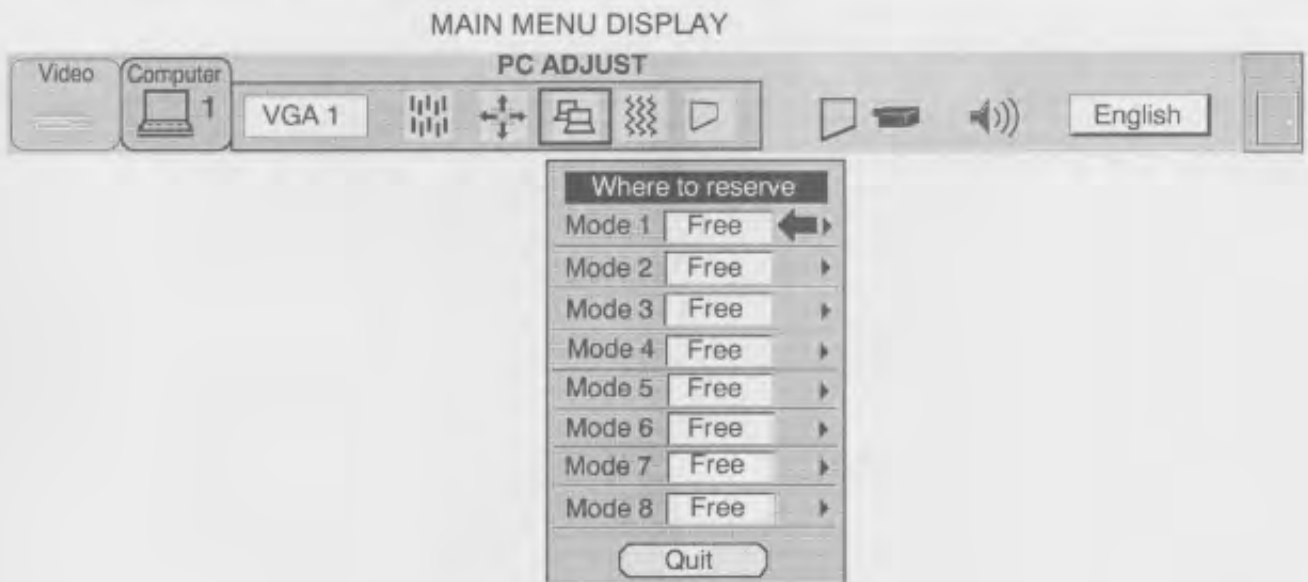 MAIN MENU DISPLAY
PC ADJUST
Video
Computer
1
VGA 1
English
Where to reserve
Mode 1 Free
Mode 2 Free
Mode 3 Free
Mode 4 Free
Mode 5 Free
Mode 6 Free
Mode 7 Free
Mode 8 Free
Quit